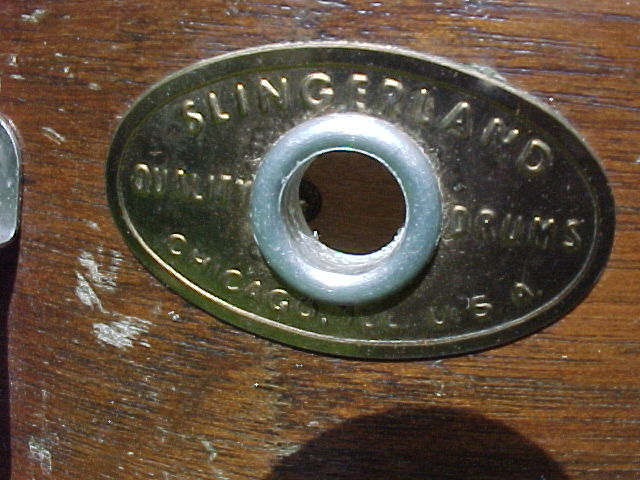 SLINGERLAND
QUALITY DRUMS
CHICAGO, ILL. U.S.A.